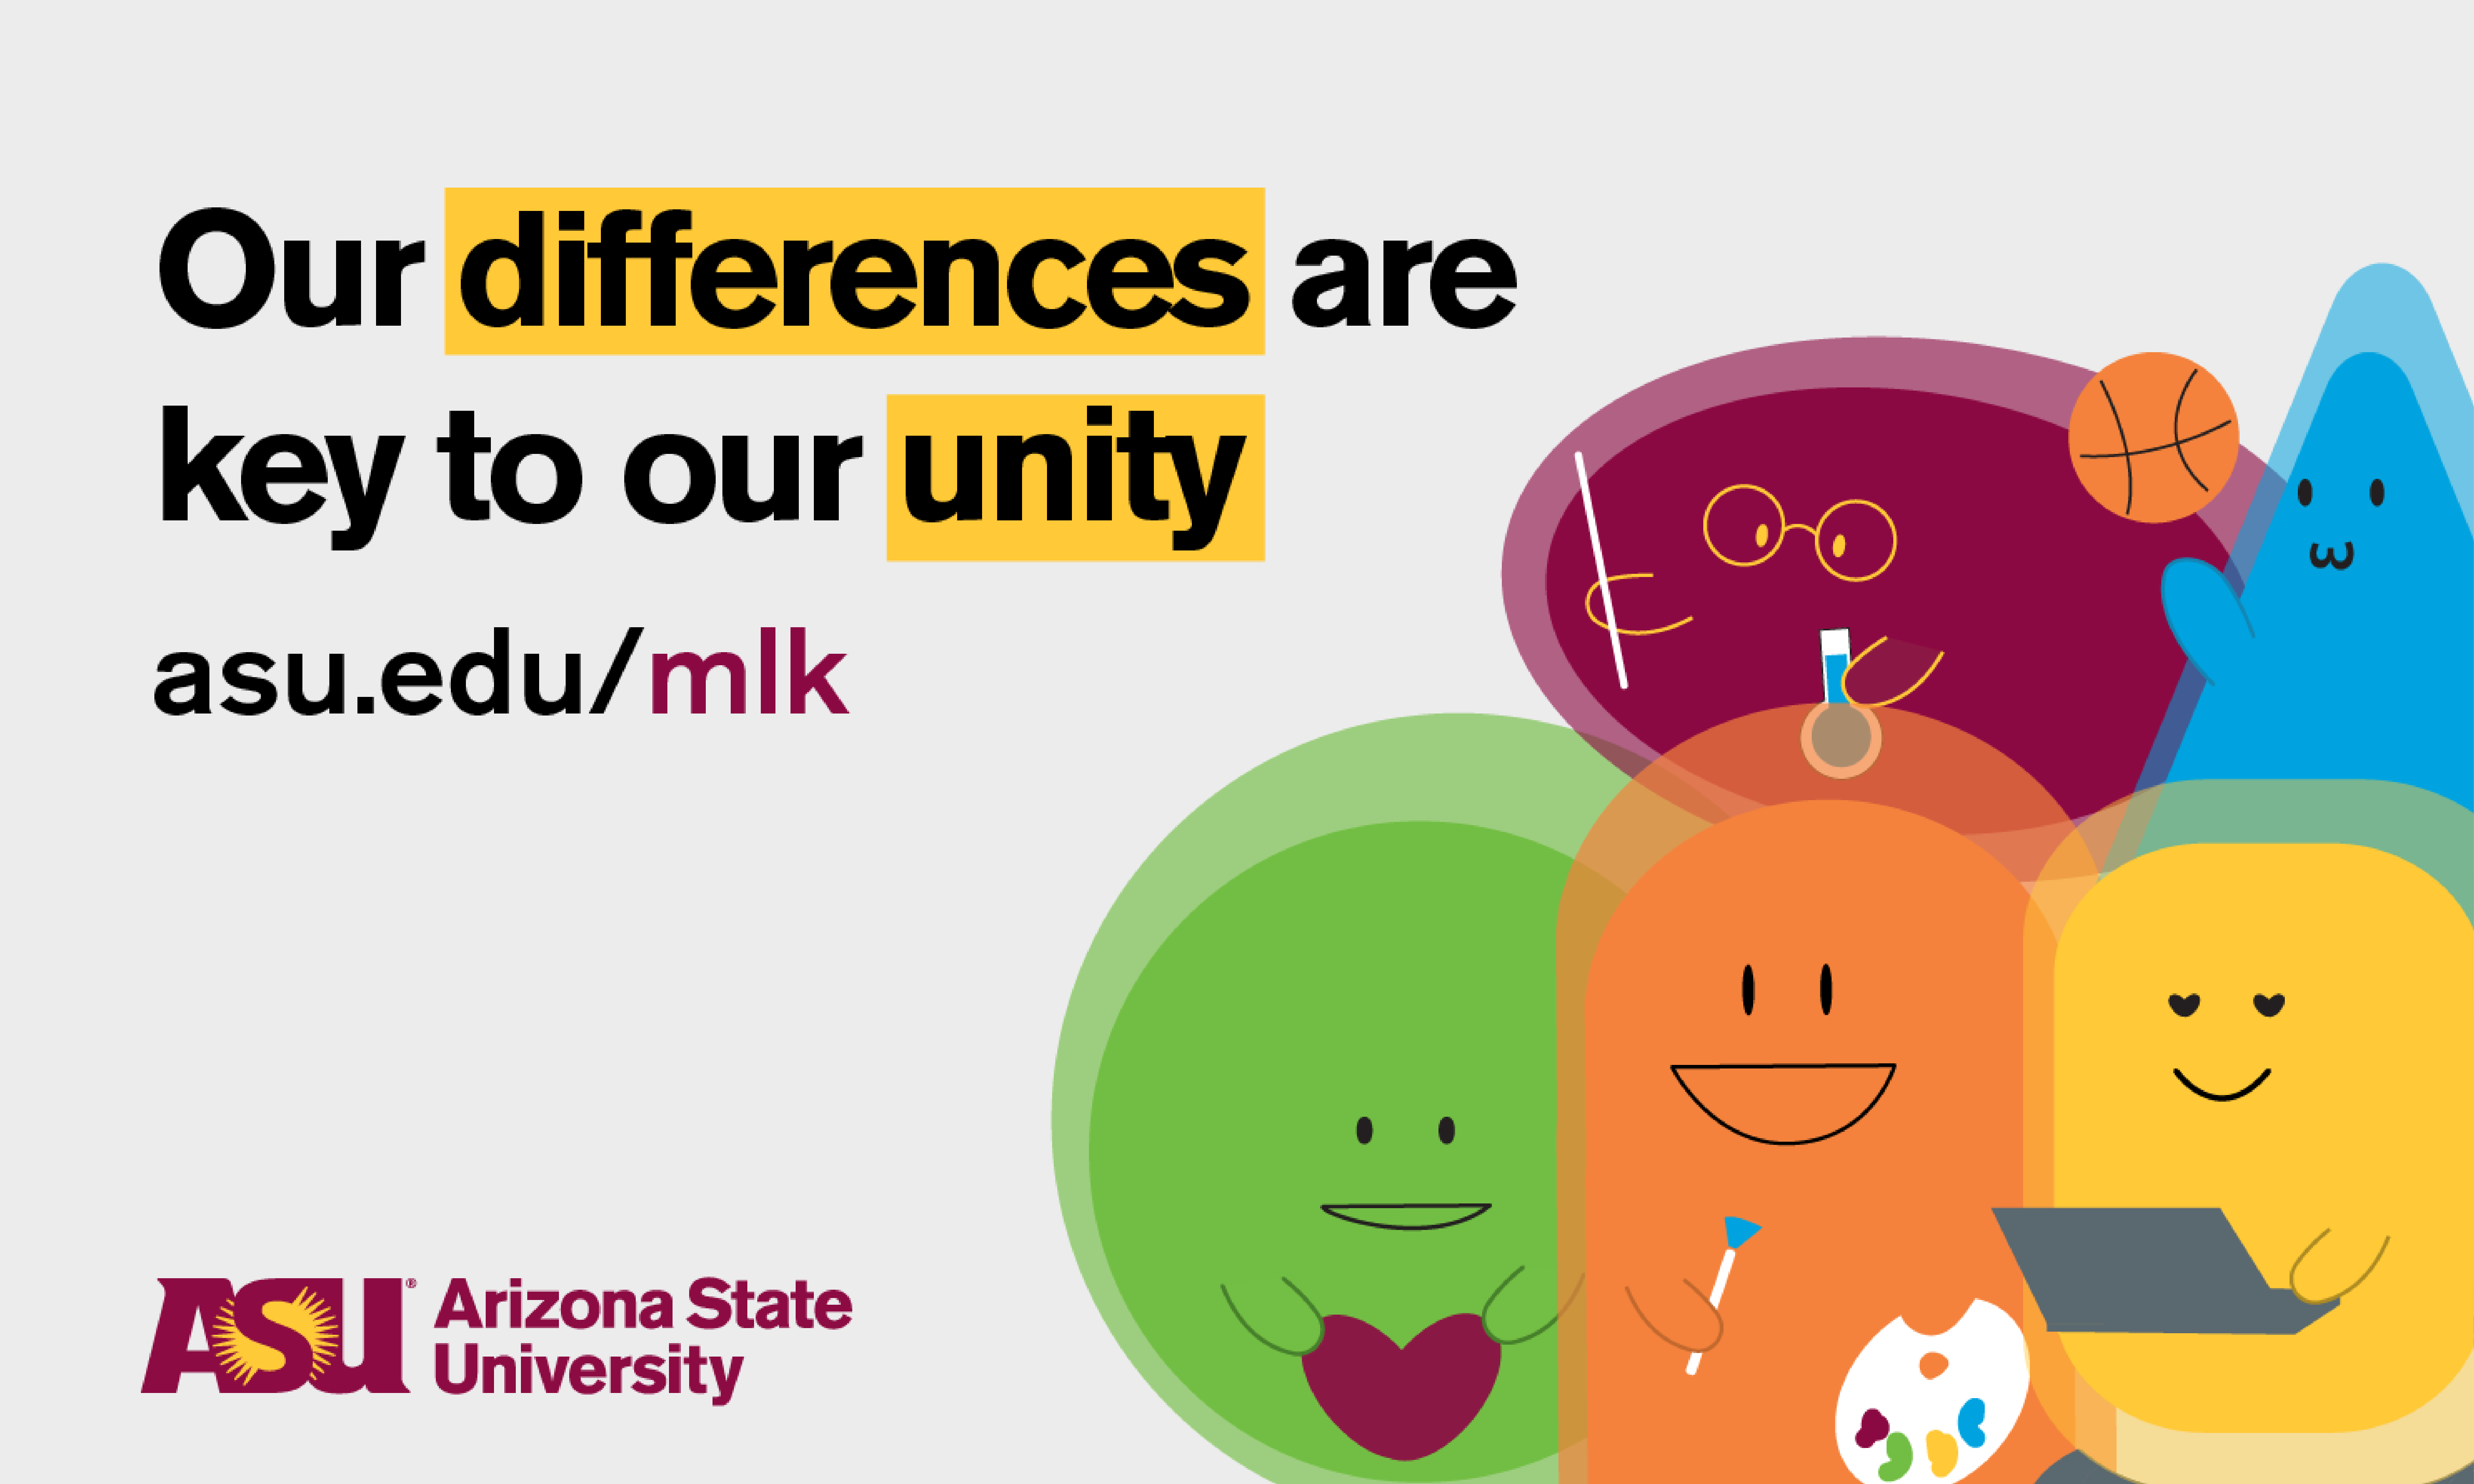 Our differences are
key to our unity
asu.edu/mlk
ASU® Arizona State
University